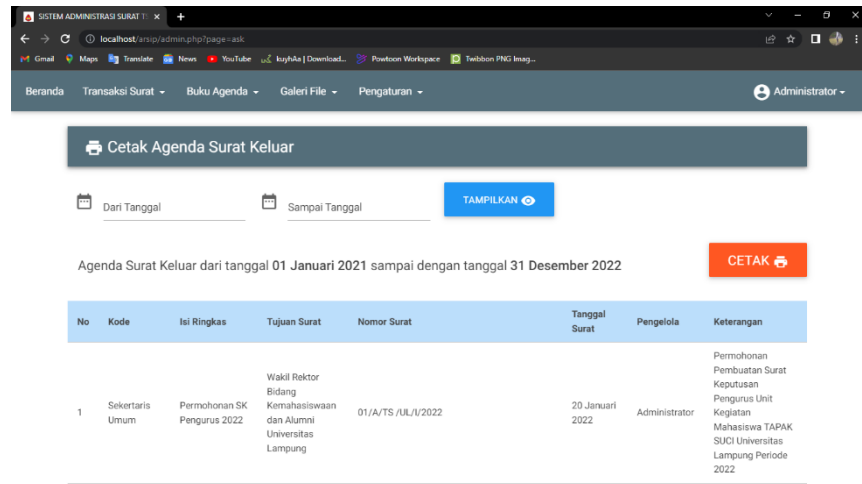 SISTEM ADMINISTRASI SURAT T
localhost/arsip/admin.php?page=ask
Gmail Maps Translate News YouTube kuyhAa | Download... Powtoon Workspace Twibbon PNG Imag...
Beranda Transaksi Surat Buku Agenda Galeri File Pengaturan Administrator
Cetak Agenda Surat Keluar
Dari Tanggal Sampai Tanggal TAMPILKAN
Agenda Surat Keluar dari tanggal 01 Januari 2021 sampai dengan tanggal 31 Desember 2022 CETAK
No Kode Isi Ringkas Tujuan Surat Nomor Surat Tanggal Surat Pengelola Keterangan
1
Sekertaris
Umum
Permohonan SK
Pengurus 2022
Wakil Rektor
Bidang
Kemahasiswaan
dan Alumni
Universitas
Lampung
01/A/TS /UL/I/2022
20 Januari
2022
Administrator
Permohonan
Pembuatan Surat
Keputusan
Pengurus Unit
Kegiatan
Mahasiswa TAPAK
SUCI Universitas
Lampung Periode
2022